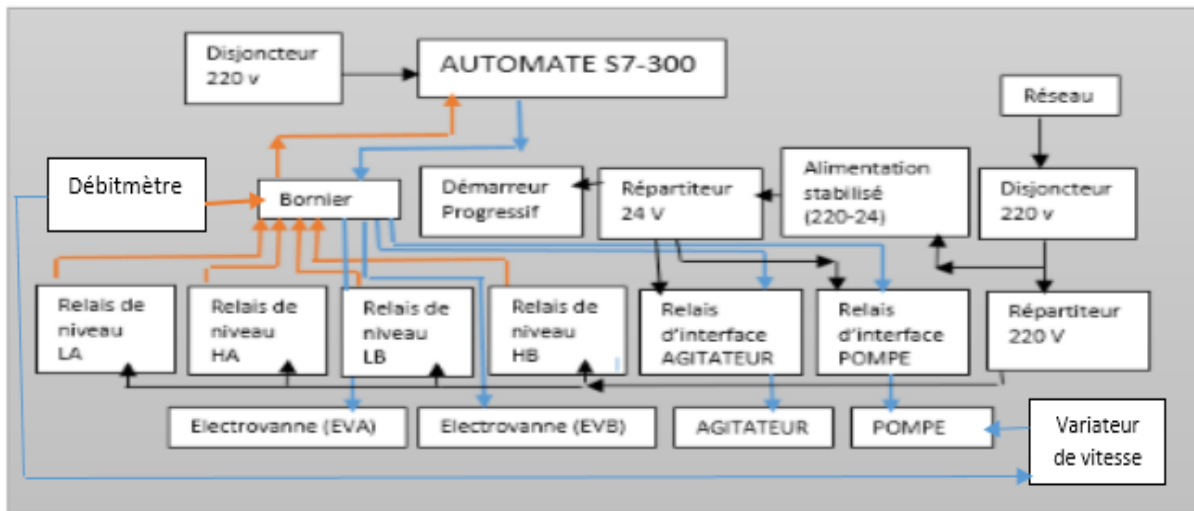 Disjoncteur
220 v
AUTOMATE S7-300
Réseau
Débitmètre
Bornier
Démarreur
Progressif
Répartiteur
24 V
Alimentation
stabilisé
(220-24)
Disjoncteur
220 v
Relais de
niveau
LA
Relais de
niveau
HA
Relais de
niveau
LB
Relais de
niveau
HB
Relais
d'interface
AGITATEUR
Relais
d'interface
POMPE
Répartiteur
220 V
Electrovanne (EVA)
Electrovanne (EVB)
AGITATEUR
POMPE
Variateur
de vitesse